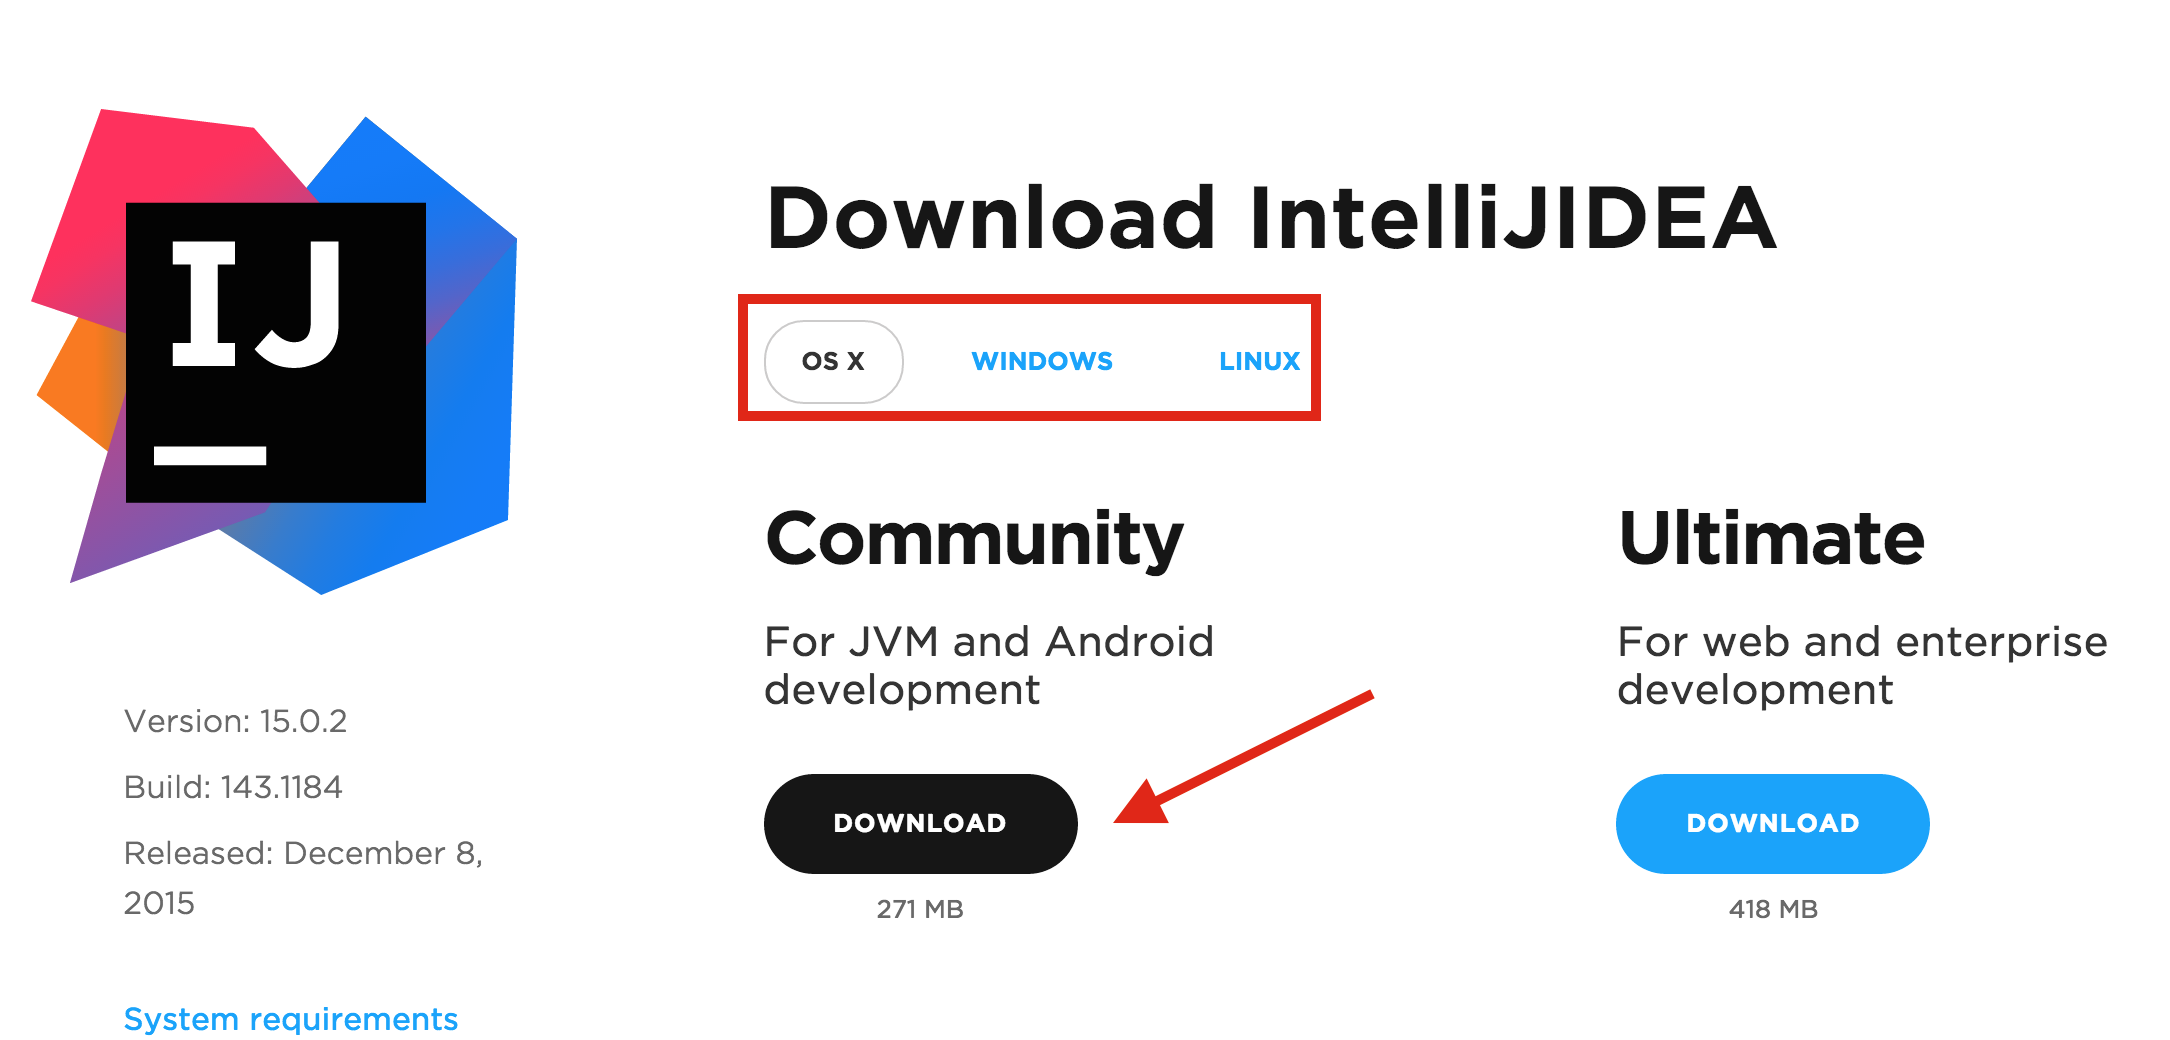 IJ
Download IntelliJIDEA
OS X WINDOWS LINUX
Community
For JVM and Android
development
DOWNLOAD
271 MB
Ultimate
For web and enterprise
development
DOWNLOAD
418 MB
Version: 15.0.2
Build: 143.1184
Released: December 8,
2015
System requirements